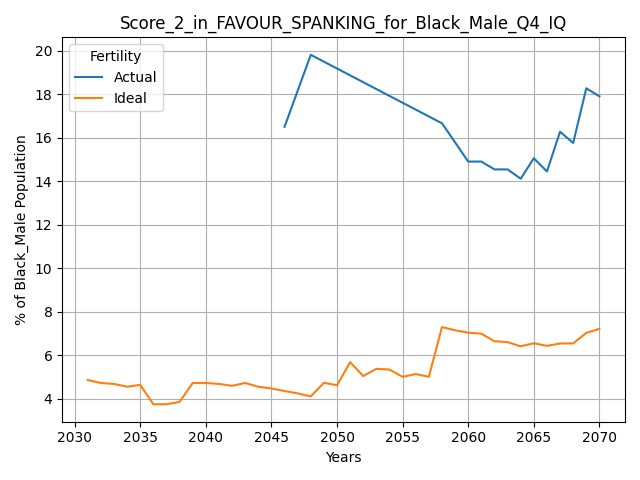 Score_2_in_FAVOUR_SPANKING_for_Black_Male_Q4_IQ
Fertility
Actual
Ideal
% of Black_Male Population
20
18
16
14
12
10
8
6
4
2030 2035 2040 2045 2050 2055 2060 2065 2070
Years